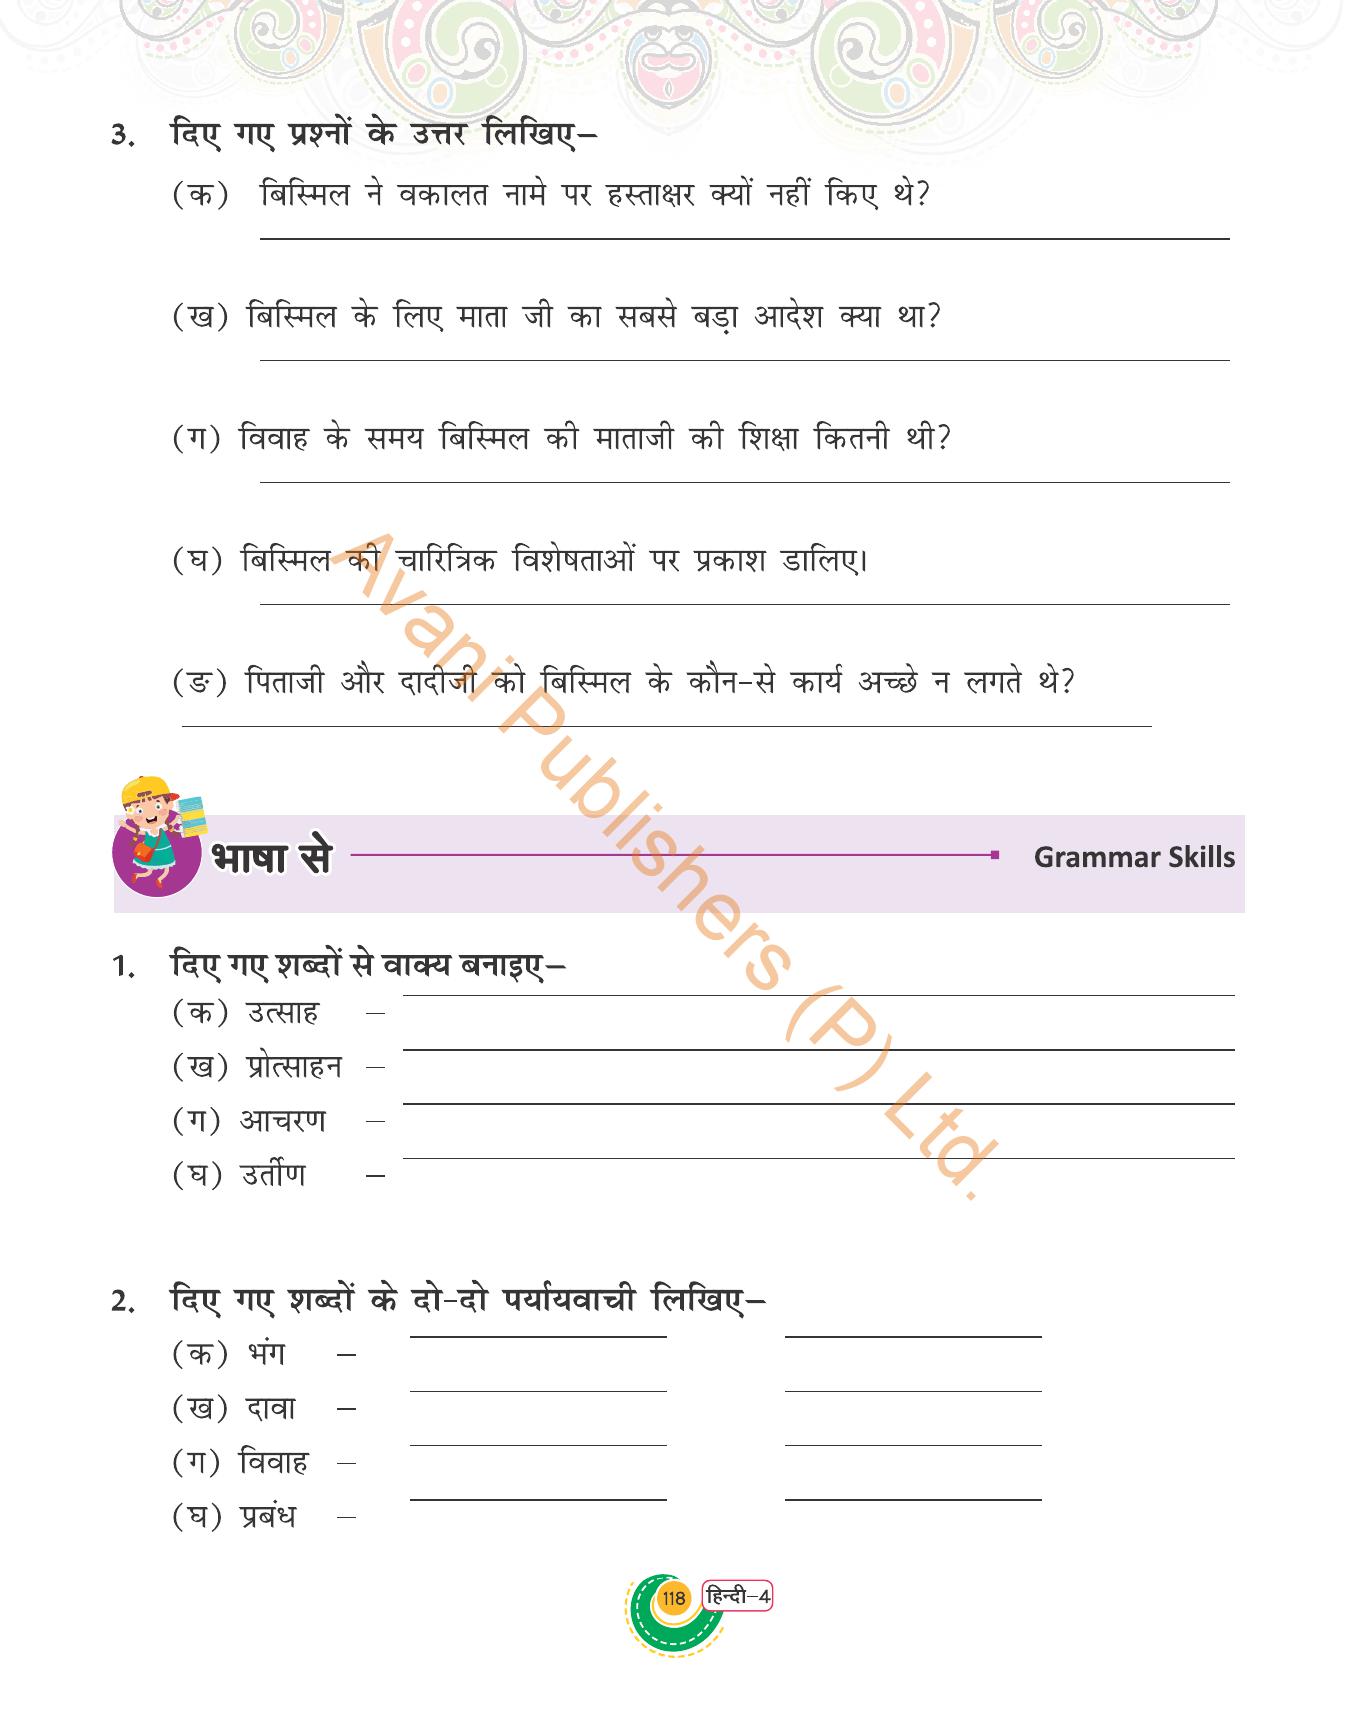 3. दिए गए प्रश्नों के उत्तर लिखिए–
(क) बिस्मिल ने वकालत नामे पर हस्ताक्षर क्यों नहीं किए थे?
(ख) बिस्मिल के लिए माता जी का सबसे बड़ा आदेश क्या था?
(ग) विवाह के समय बिस्मिल की माताजी की शिक्षा कितनी थी?
(घ) बिस्मिल की चारित्रिक विशेषताओं पर प्रकाश डालिए।
(ङ) पिताजी और दादीजी को बिस्मिल के कौन-से कार्य अच्छे न लगते थे?
Avani Publishers (P) Ltd.
भाषा से Grammar Skills
1. दिए गए शब्दों से वाक्य बनाइए–
(क) उत्साह –
(ख) प्रोत्साहन –
(ग) आचरण –
(घ) उर्तीण –
2. दिए गए शब्दों के दो-दो पर्यायवाची लिखिए–
(क) भंग –
(ख) दावा –
(ग) विवाह –
(घ) प्रबंध –
118 हिन्दी–4